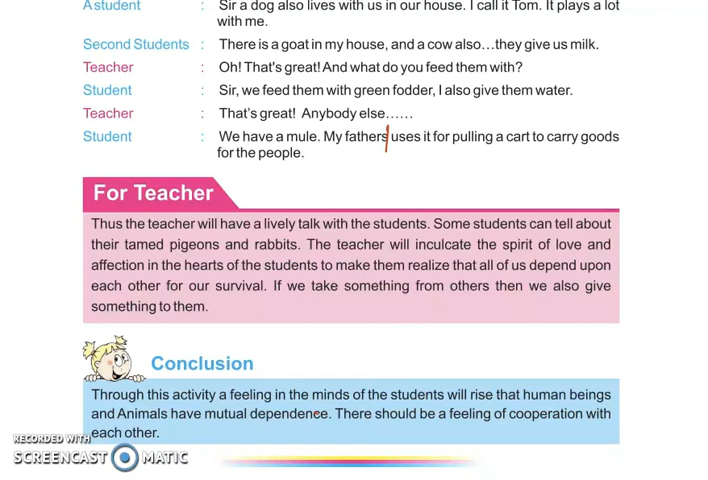 A student : Sir a dog also lives with us in our house. I call it Tom. It plays a lot
with me.
Second Students : There is a goat in my house, and a cow also…they give us milk.
Teacher : Oh! That's great! And what do you feed them with?
Student : Sir, we feed them with green fodder, I also give them water.
Teacher : That's great! Anybody else……
Student : We have a mule. My fathers uses it for pulling a cart to carry goods
for the people.
For Teacher
Thus the teacher will have a lively talk with the students. Some students can tell about
their tamed pigeons and rabbits. The teacher will inculcate the spirit of love and
affection in the hearts of the students to make them realize that all of us depend upon
each other for our survival. If we take something from others then we also give
something to them.
Conclusion
Through this activity a feeling in the minds of the students will rise that human beings
and Animals have mutual dependence. There should be a feeling of cooperation with
each other.
RECORDED WITH
SCREENCAST MATIC